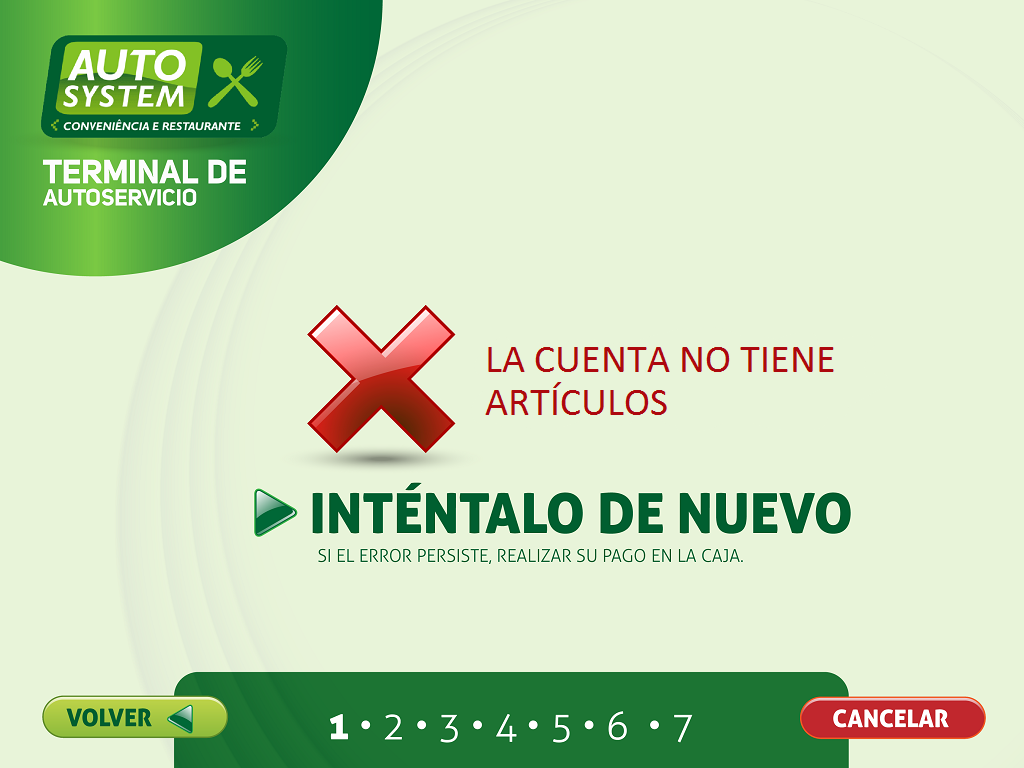 AUTO
SYSTEM
CONVENIÊNCIA E RESTAURANTE
TERMINAL DE
AUTOSERVICIO
LA CUENTA NO TIENE
ARTÍCULOS
INTÉNTALO DE NUEVO
SI EL ERROR PERSISTE, REALIZAR SU PAGO EN LA CAJA.
VOLVER
1 • 2 • 3 • 4 • 5 • 6 • 7
CANCELAR